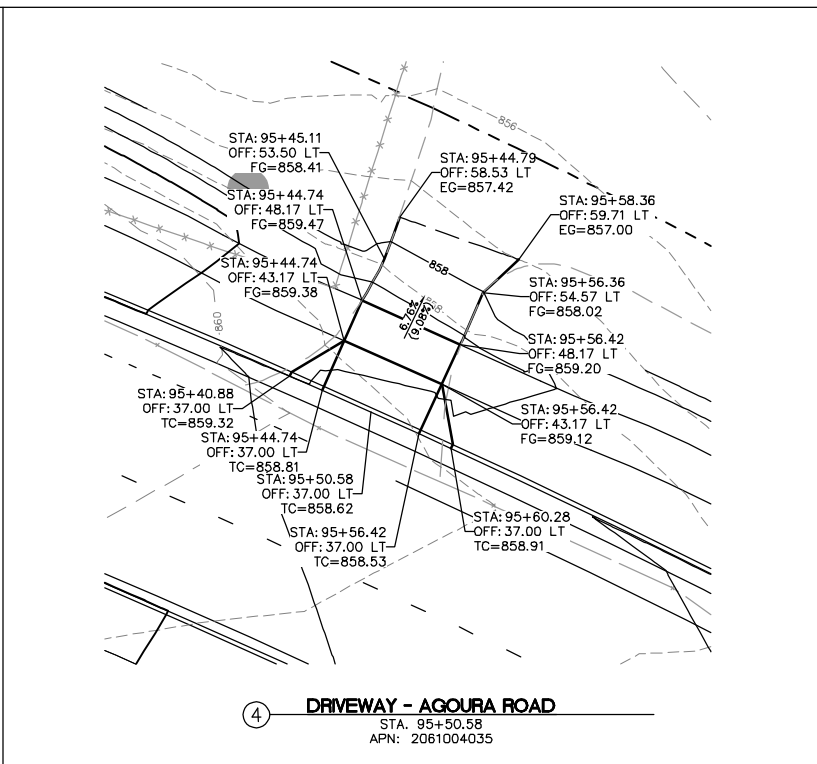 856
STA: 95+45.11
OFF: 53.50 LT
FG=858.41
STA: 95+44.79
OFF: 58.53 LT
EG=857.42
STA: 95+44.74
OFF: 48.17 LT
FG=859.47
STA: 95+58.36
OFF: 59.71 LT
EG=857.00
STA: 95+44.74
OFF: 43.17 LT
FG=859.38
858
STA: 95+56.36
OFF: 54.57 LT
FG=858.02
858
6.76%
(9.08%)
860
STA: 95+56.42
OFF: 48.17 LT
FG=859.20
STA: 95+40.88
OFF: 37.00 LT
TC=859.32
STA: 95+56.42
OFF: 43.17 LT
FG=859.12
STA: 95+44.74
OFF: 37.00 LT
TC=858.81
STA: 95+50.58
OFF: 37.00 LT
TC=858.62
STA: 95+56.42
OFF: 37.00 LT
TC=858.53
STA: 95+60.28
OFF: 37.00 LT
TC=858.91
4
DRIVEWAY - AGOURA ROAD
STA. 95+50.58
APN: 2061004035